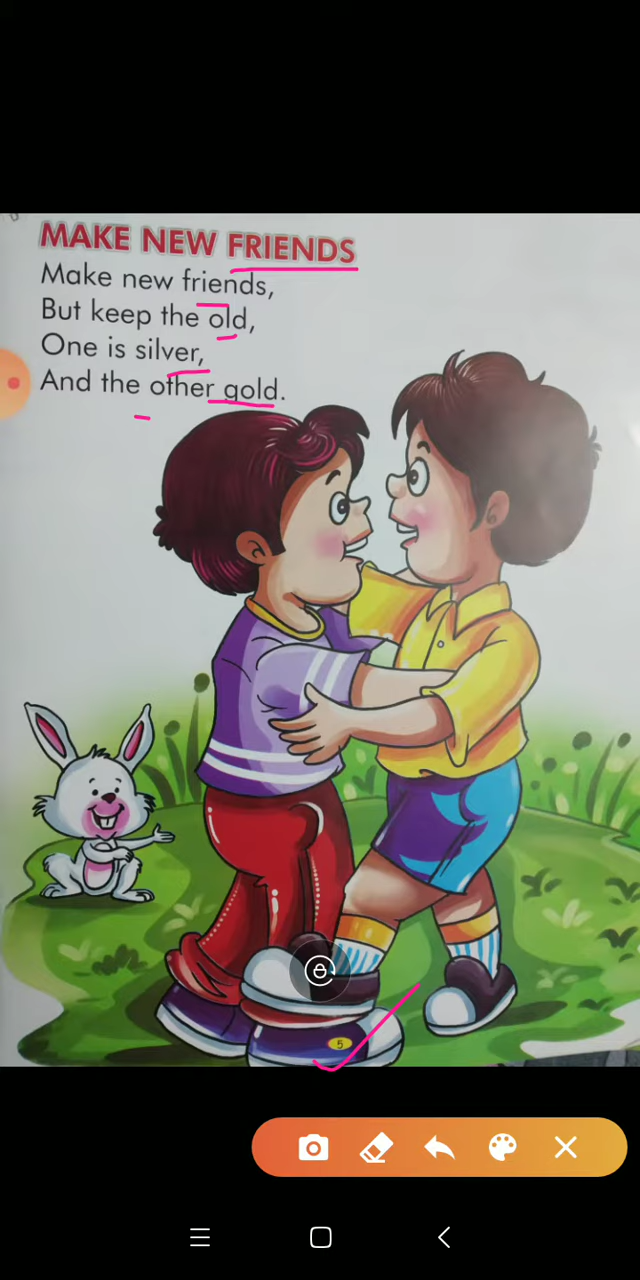 MAKE NEW FRIENDS
Make new friends,
But keep the old,
One is silver,
And the other gold.
5